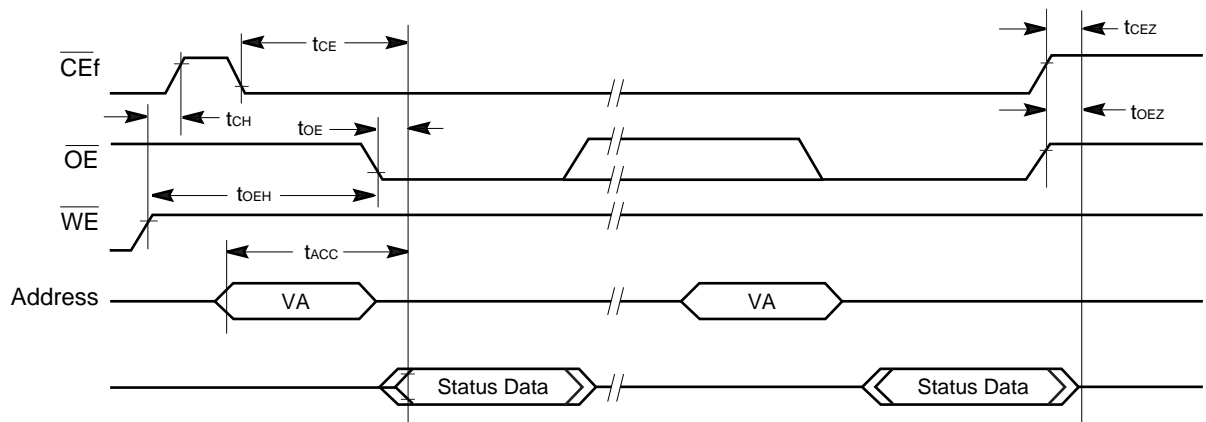 tCE
tCEZ
CEf
tCH
tOE
tOEZ
OE
tOEH
WE
tACC
Address
VA
VA
Status Data
Status Data